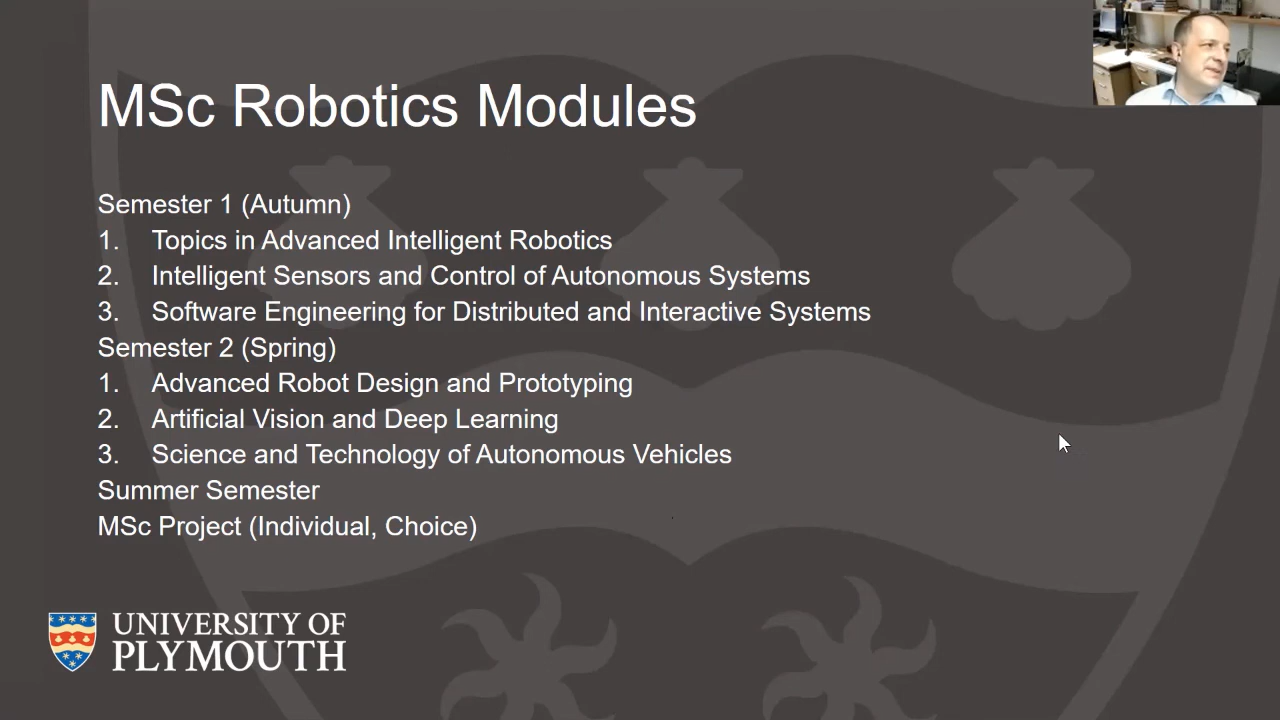 MSc Robotics Modules
Semester 1 (Autumn)
1. Topics in Advanced Intelligent Robotics
2. Intelligent Sensors and Control of Autonomous Systems
3. Software Engineering for Distributed and Interactive Systems
Semester 2 (Spring)
1. Advanced Robot Design and Prototyping
2. Artificial Vision and Deep Learning
3. Science and Technology of Autonomous Vehicles
Summer Semester
MSc Project (Individual, Choice)
UNIVERSITY OF
PLYMOUTH